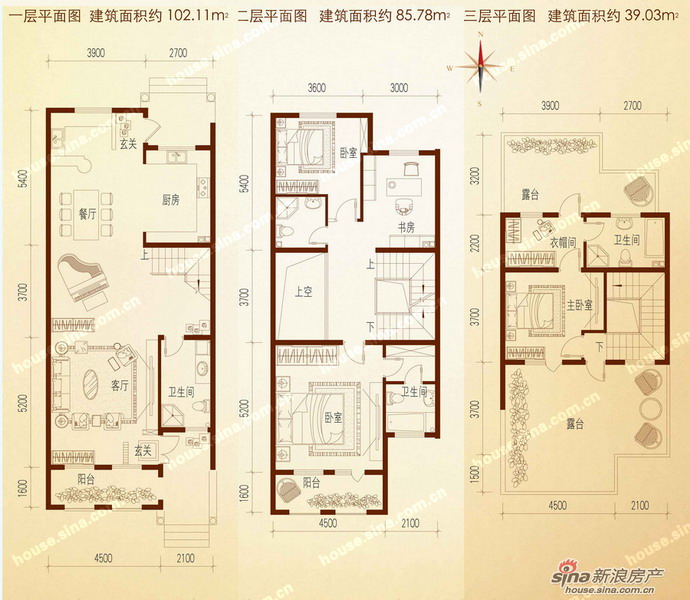 一层平面图 建筑面积约 102.11m²
二层平面图 建筑面积约 85.78m²
三层平面图 建筑面积约 39.03m²
N
W
E
S
3900
2700
5400
3700
5200
1600
4500
2100
玄关
厨房
餐厅
上
客厅
卫生间
玄关
阳台
3600
3000
5400
3700
5200
1500
4500
2100
卧室
书房
上空
上
下
卧室
卫生间
阳台
3900
2700
3200
2200
3700
3700
1500
4500
2100
露台
衣帽间
卫生间
主卧室
下
露台
house.sina.com.cn
sina新浪房产
house.sina.com.cn